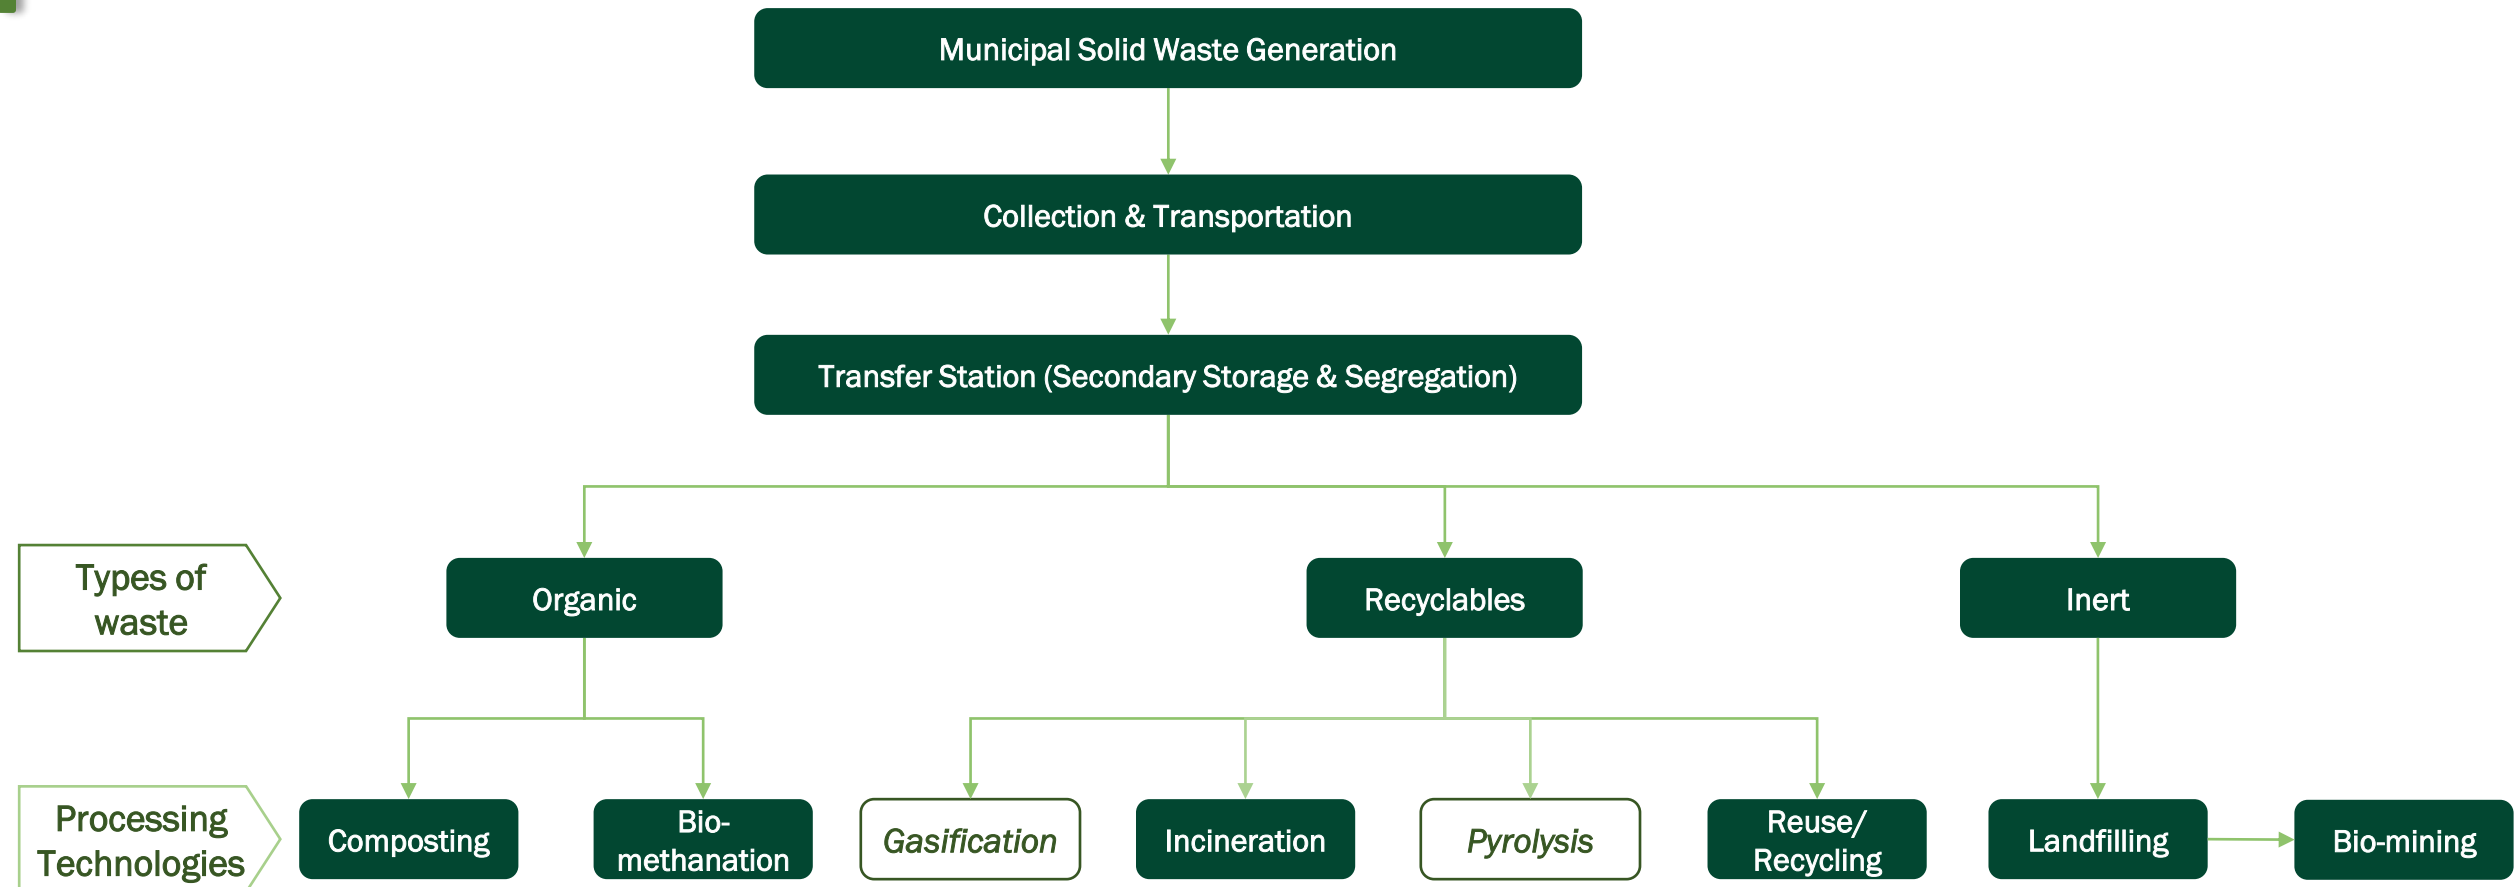 Municipal Solid Waste Generation
Collection & Transportation
Transfer Station (Secondary Storage & Segregation)
Types of
waste
Organic
Recyclables
Inert
Processing
Technologies
Composting
Bio-
methanation
Gasification
Incineration
Pyrolysis
Reuse/
Recycling
Landfilling
Bio-mining